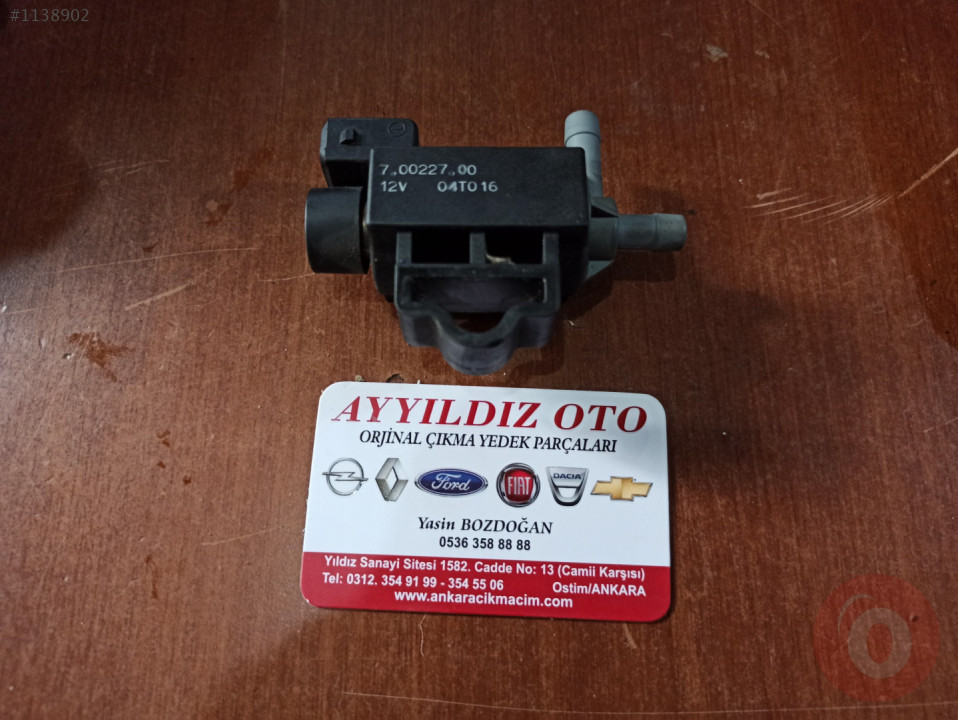 #1138902
7.00227.00
12V 04T016
AYYILDIZ OTO
ORJİNAL ÇIKMA YEDEK PARÇALARI
Ford FIAT DACIA
Yasin BOZDOĞAN
0536 358 88 88
Yıldız Sanayi Sitesi 1582. Cadde No: 13 (Camii Karşısı)
Tel: 0312. 354 91 99 - 354 55 06 Ostim/ANKARA
www.ankaracikmacim.com
o